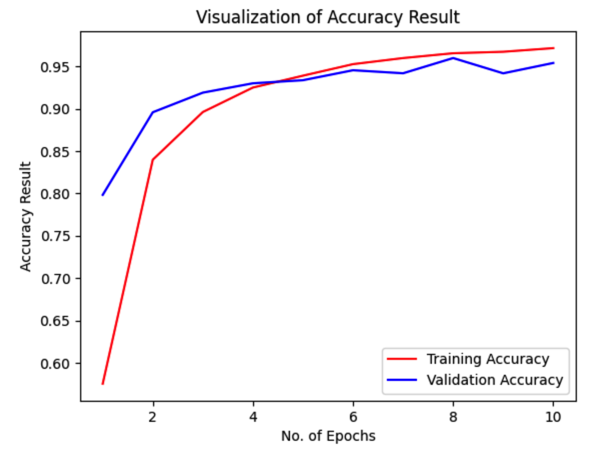 Visualization of Accuracy Result
Accuracy Result
0.95
0.90
0.85
0.80
0.75
0.70
0.65
0.60
2 4 6 8 10
No. of Epochs
Training Accuracy
Validation Accuracy